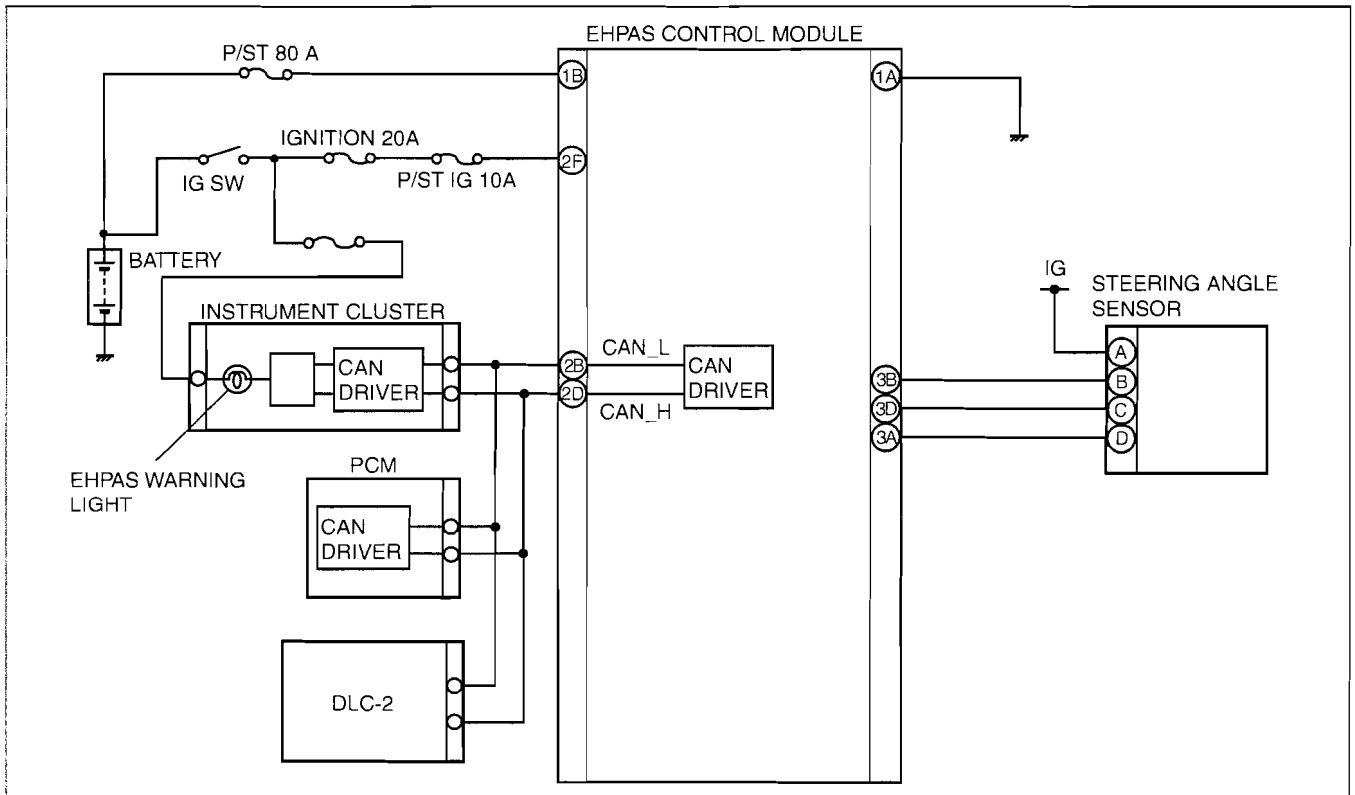 EHPAS CONTROL MODULE
P/ST 80 A
1B
1A
IGNITION 20A
2F
IG SW
P/ST IG 10A
BATTERY
IG
STEERING ANGLE
SENSOR
INSTRUMENT CLUSTER
A
CAN
DRIVER
2B
CAN_L
CAN
DRIVER
3B
B
2D
CAN_H
3D
C
3A
D
EHPAS WARNING
LIGHT
PCM
CAN
DRIVER
DLC-2